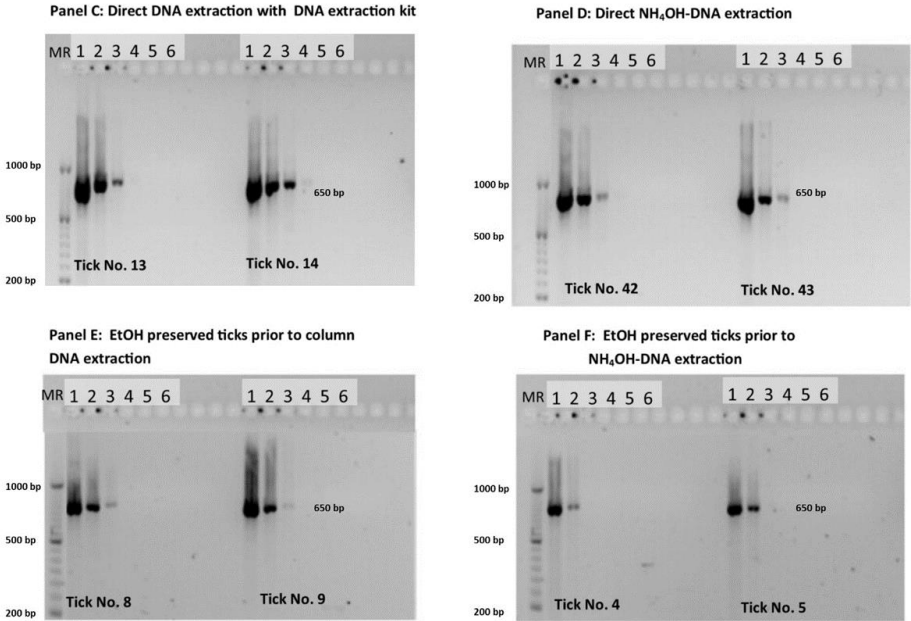 Panel C: Direct DNA extraction with DNA extraction kit
MR 1 2 3 4 5 6 1 2 3 4 5 6
1000 bp
650 bp
500 bp
Tick No. 13 Tick No. 14
200 bp
Panel D: Direct NH₄OH-DNA extraction
MR 1 2 3 4 5 6 1 2 3 4 5 6
1000 bp
650 bp
500 bp
Tick No. 42 Tick No. 43
200 bp
Panel E: EtOH preserved ticks prior to column
DNA extraction
MR 1 2 3 4 5 6 1 2 3 4 5 6
1000 bp
650 bp
500 bp
Tick No. 8 Tick No. 9
200 bp
Panel F: EtOH preserved ticks prior to
NH₄OH-DNA extraction
MR 1 2 3 4 5 6 1 2 3 4 5 6
1000 bp
650 bp
500 bp
Tick No. 4 Tick No. 5
200 bp